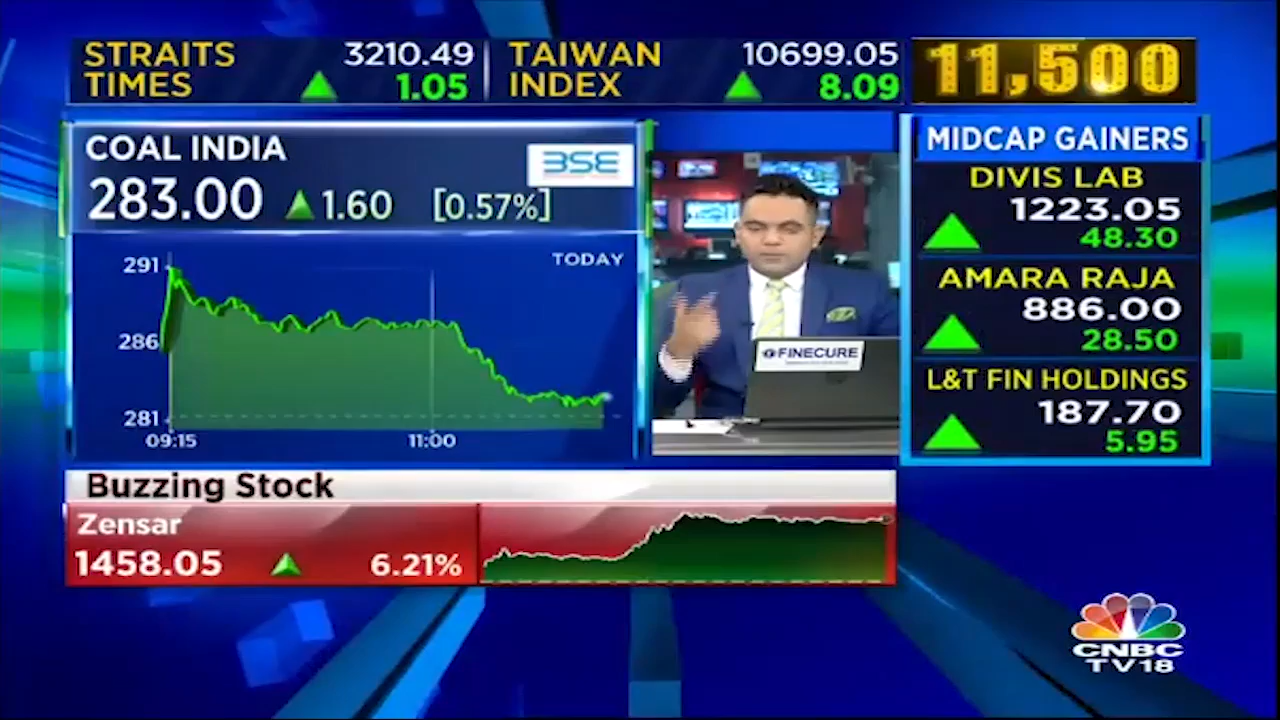 STRAITS TIMES 3210.49 1.05
TAIWAN INDEX 10699.05 8.09
11,500
COAL INDIA
BSE
283.00 1.60 [0.57%]
TODAY
291
286
281
09:15 11:00
FINECURE
MIDCAP GAINERS
DIVIS LAB
1223.05
48.30
AMARA RAJA
886.00
28.50
L&T FIN HOLDINGS
187.70
5.95
Buzzing Stock
Zensar
1458.05 6.21%
CNBC
TV18